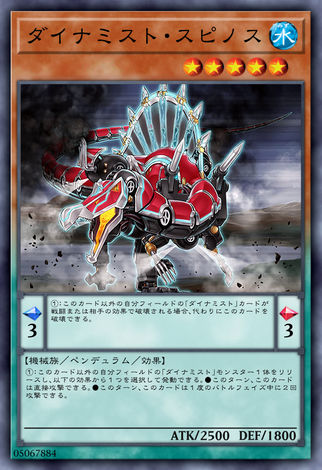 ダイナミスト・スピノス
水
①：このカード以外の自分フィールドの「ダイナミスト」カードが
戦闘または相手の効果で破壊される場合、代わりにこのカードを
破壊できる。
3
3
【機械族／ペンデュラム／効果】
①：このカード以外の自分フィールドの「ダイナミスト」モンスター１体をリリ
ースし、以下の効果から１つを選択して発動できる。●このターン、このカード
は直接攻撃できる。●このターン、このカードは１度のバトルフェイズ中に２回
攻撃できる。
ATK/2500 DEF/1800
05067884